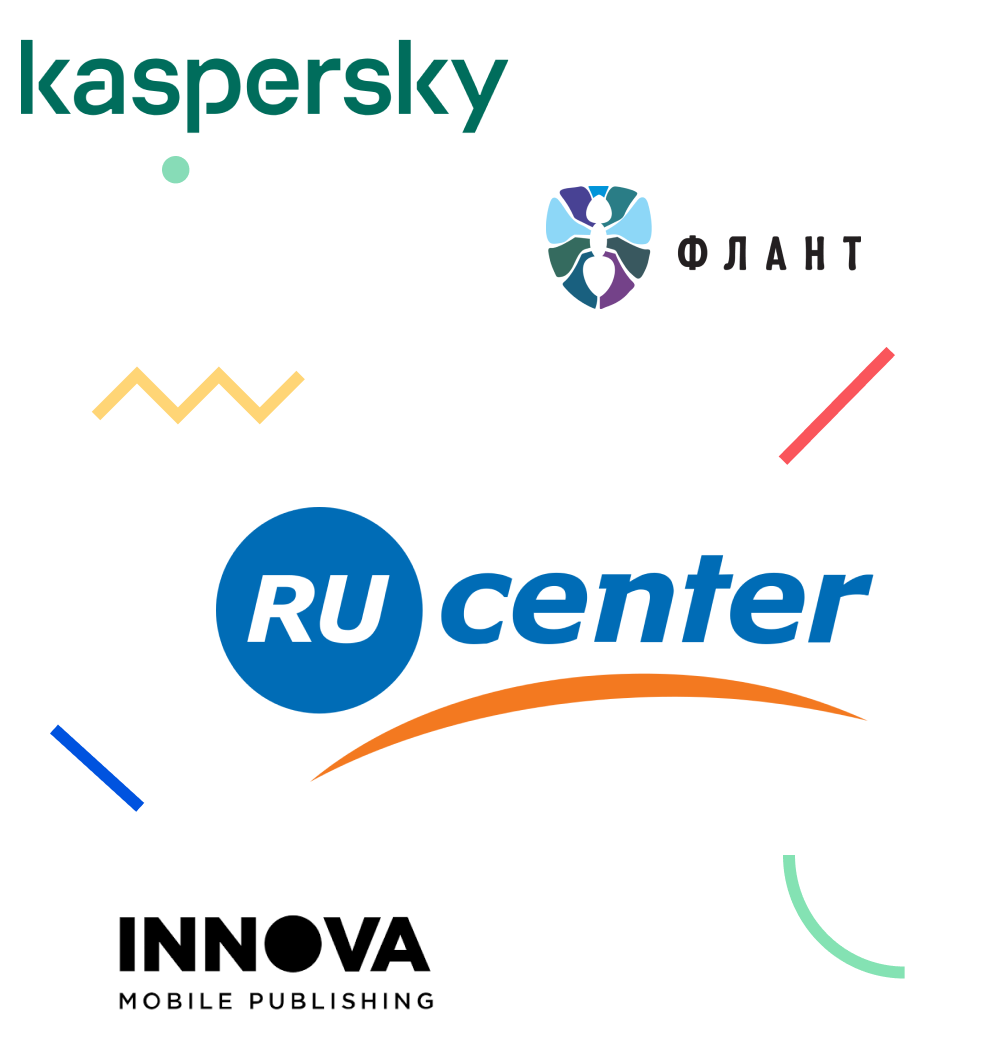 kaspersky
ФЛАНТ
RU center
INNOVA
MOBILE PUBLISHING